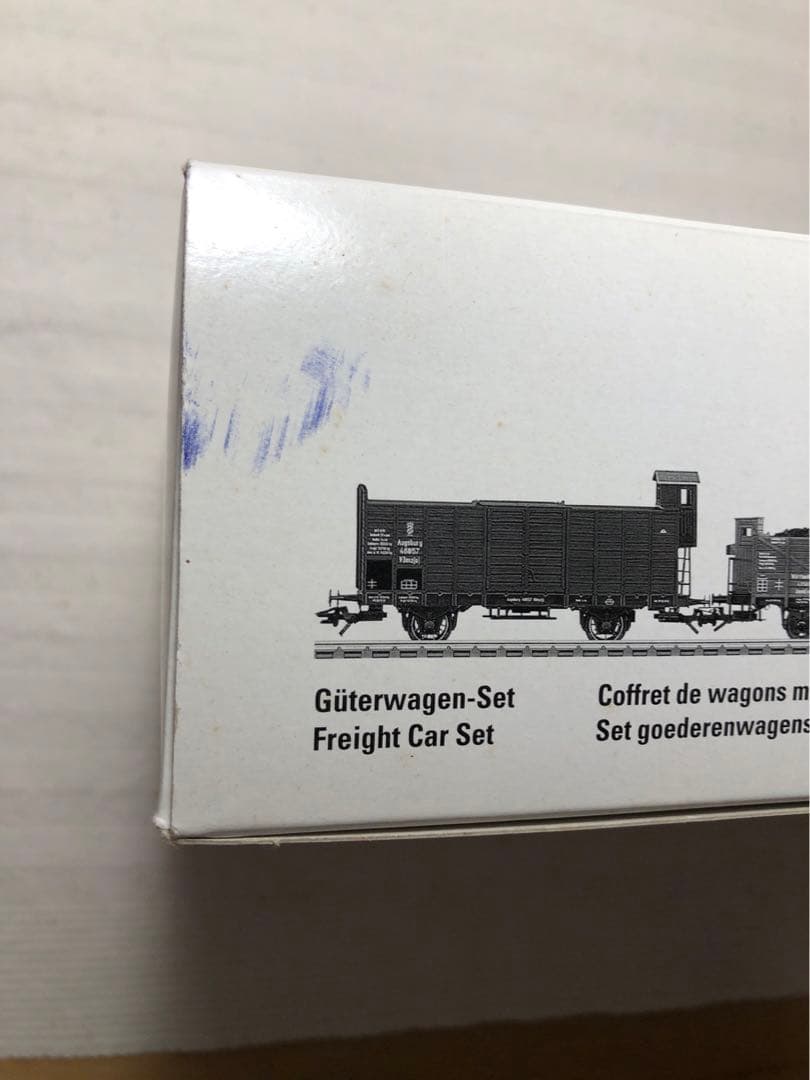 Augsburg
Güterwagen-Set
Freight Car Set
Coffret de wagons m
Set goederenwagens